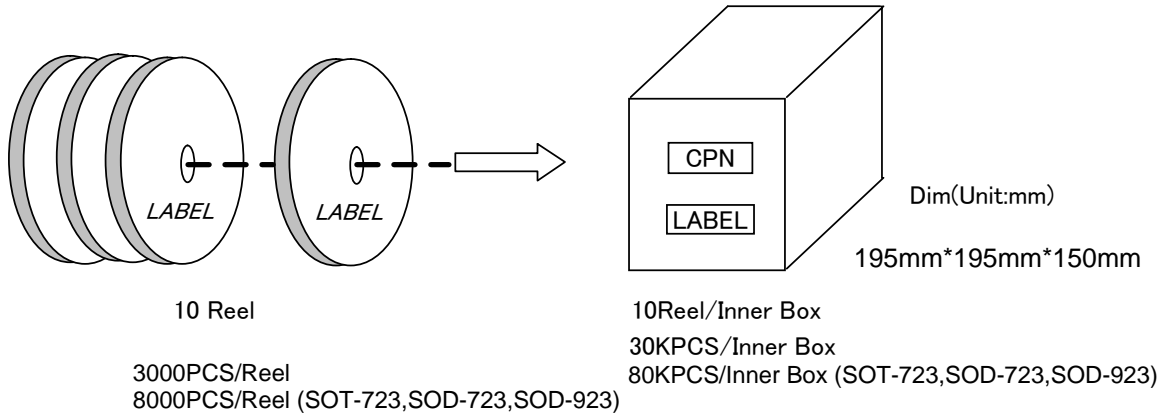 LABEL
LABEL
10 Reel
3000PCS/Reel
8000PCS/Reel (SOT-723,SOD-723,SOD-923)
CPN
LABEL
Dim(Unit:mm)
195mm*195mm*150mm
10Reel/Inner Box
30KPCS/Inner Box
80KPCS/Inner Box (SOT-723,SOD-723,SOD-923)